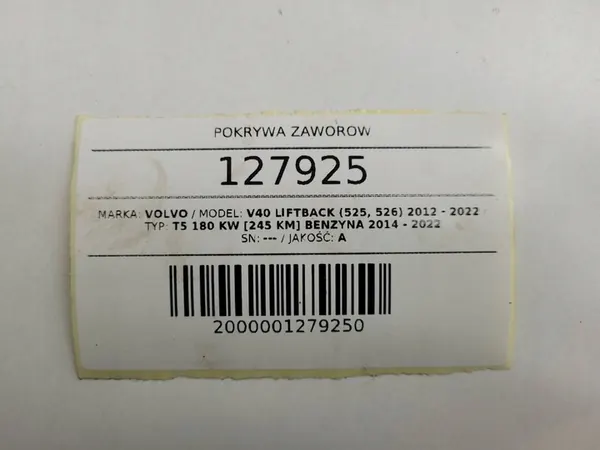 POKRYWA ZAWOROW
127925
MARKA: VOLVO / MODEL: V40 LIFTBACK (525, 526) 2012 - 2022
TYP: T5 180 KW [245 KM] BENZYNA 2014 - 2022
SN: --- / JAKOŚĆ: A
2000001279250